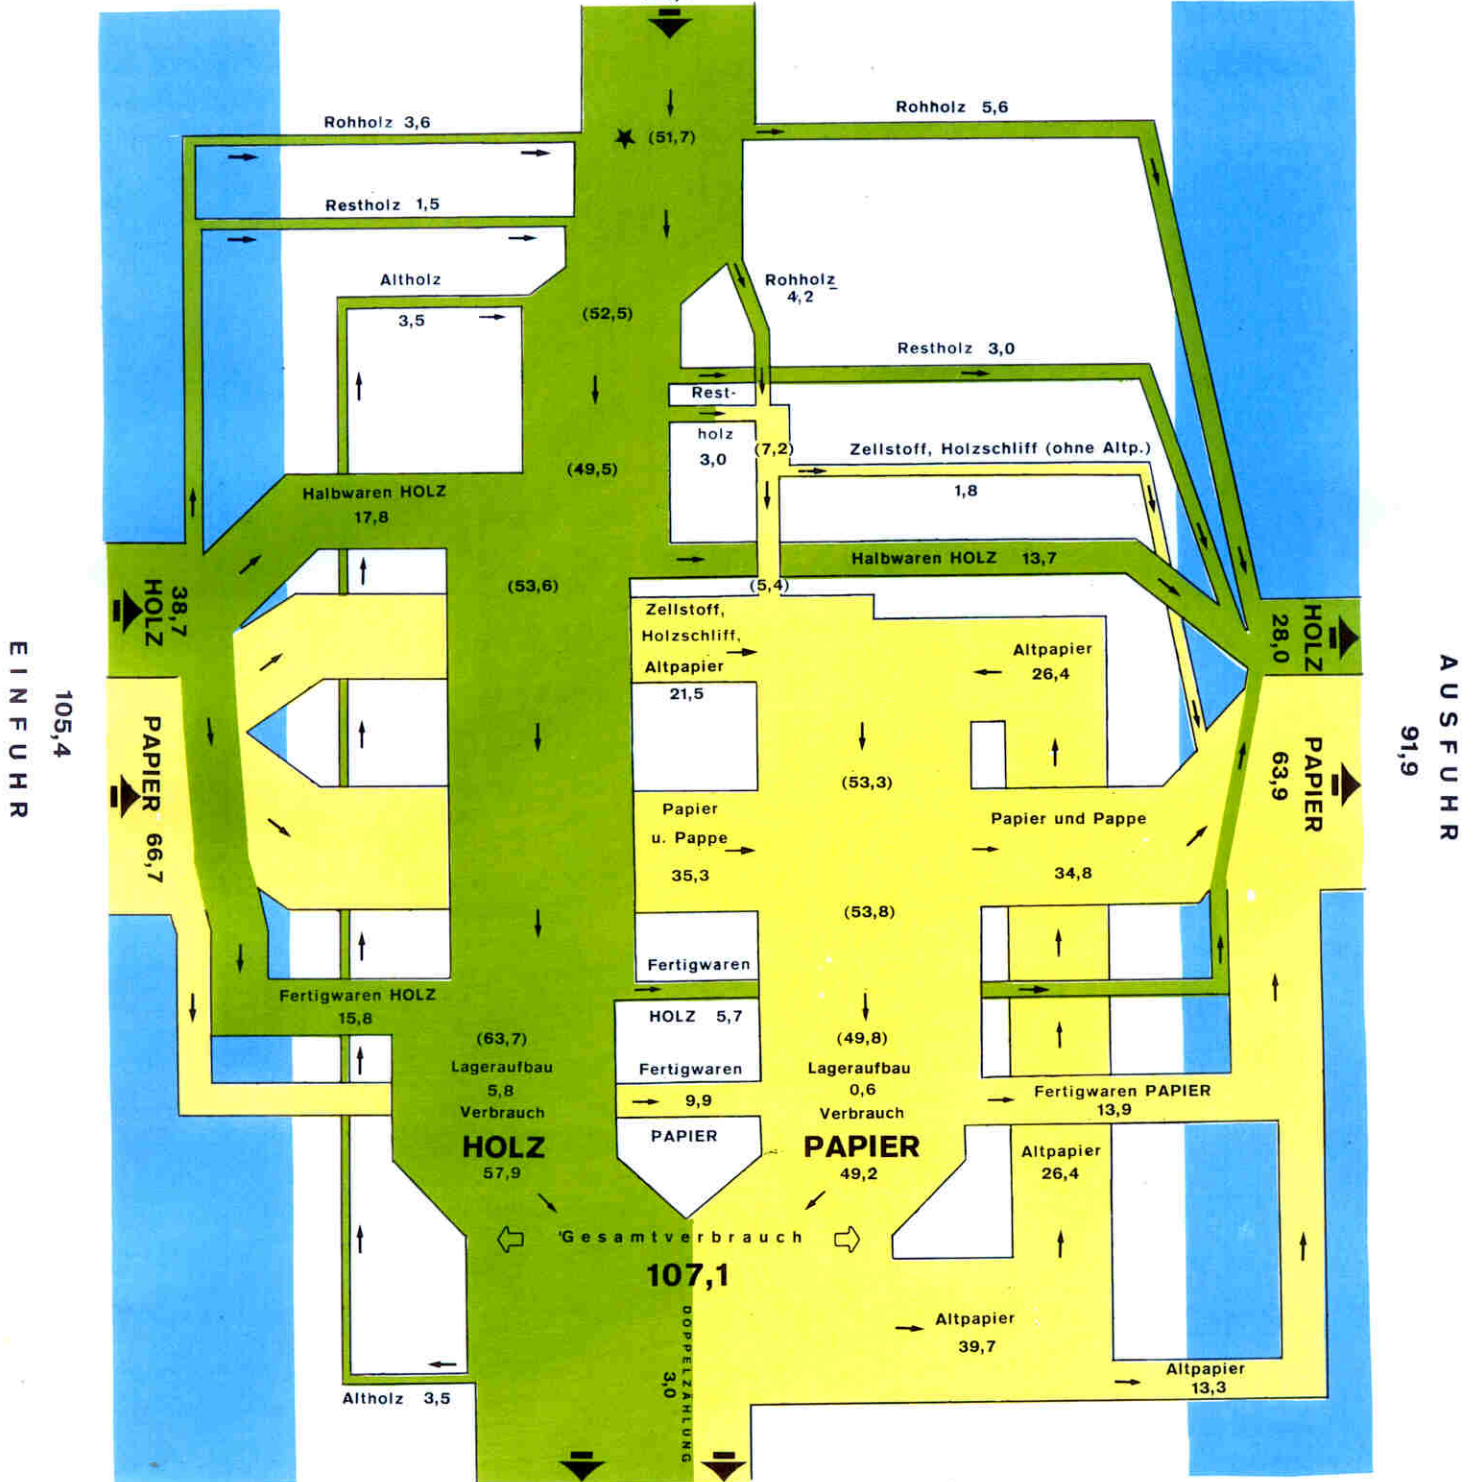 Rohholz 3,6
Rohholz 5,6
(51,7)
Restholz 1,5
Altholz
3,5
Rohholz
4,2
(52,5)
Restholz 3,0
Rest-
holz
3,0
(7,2)
Zellstoff, Holzschliff (ohne Altp.)
1,8
(49,5)
Halbwaren HOLZ
17,8
Halbwaren HOLZ 13,7
(53,6)
(5,4)
HOLZ
38,7
Zellstoff,
Holzschliff,
Altpapier
21,5
Altpapier
26,4
HOLZ
28,0
EINFUHR
105,4
AUSFUHR
91,9
PAPIER 66,7
PAPIER
63,9
(53,3)
Papier
u. Pappe
35,3
Papier und Pappe
34,8
(53,8)
Fertigwaren
HOLZ 5,7
Fertigwaren HOLZ
15,8
(63,7)
Lageraufbau
5,8
Verbrauch
HOLZ
57,9
Fertigwaren
9,9
PAPIER
(49,8)
Lageraufbau
0,6
Verbrauch
PAPIER
49,2
Fertigwaren PAPIER
13,9
Altpapier
26,4
Gesamtverbrauch
107,1
DOPPELZÄHLUNG
3,0
Altpapier
39,7
Altpapier
13,3
Altholz 3,5